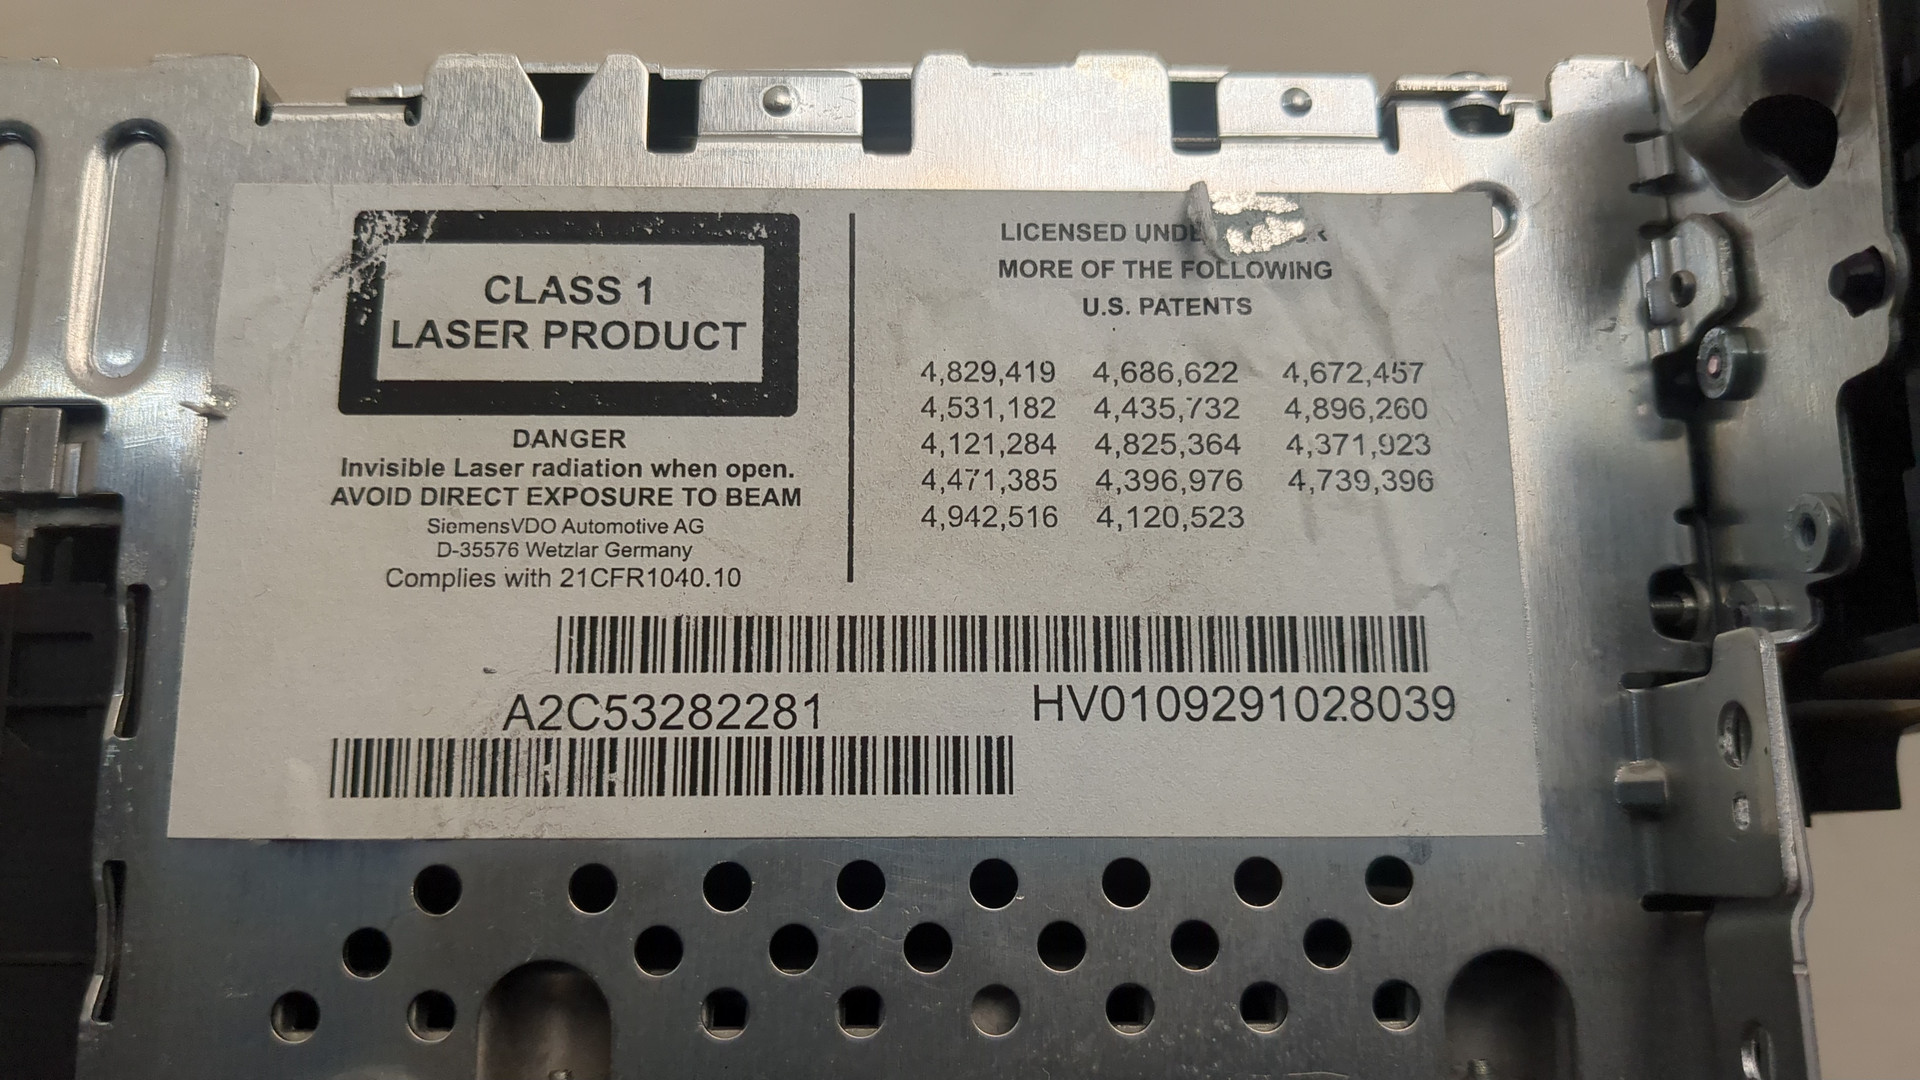 CLASS 1
LASER PRODUCT
DANGER
Invisible Laser radiation when open.
AVOID DIRECT EXPOSURE TO BEAM
SiemensVDO Automotive AG
D-35576 Wetzlar Germany
Complies with 21CFR1040.10
LICENSED
MORE OF THE FOLLOWING
U.S. PATENTS
4,829,419 4,686,622 4,672,457
4,531,182 4,435,732 4,896,260
4,121,284 4,825,364 4,371,923
4,471,385 4,396,976 4,739,396
4,942,516 4,120,523
A2C53282281 HV0109291028039